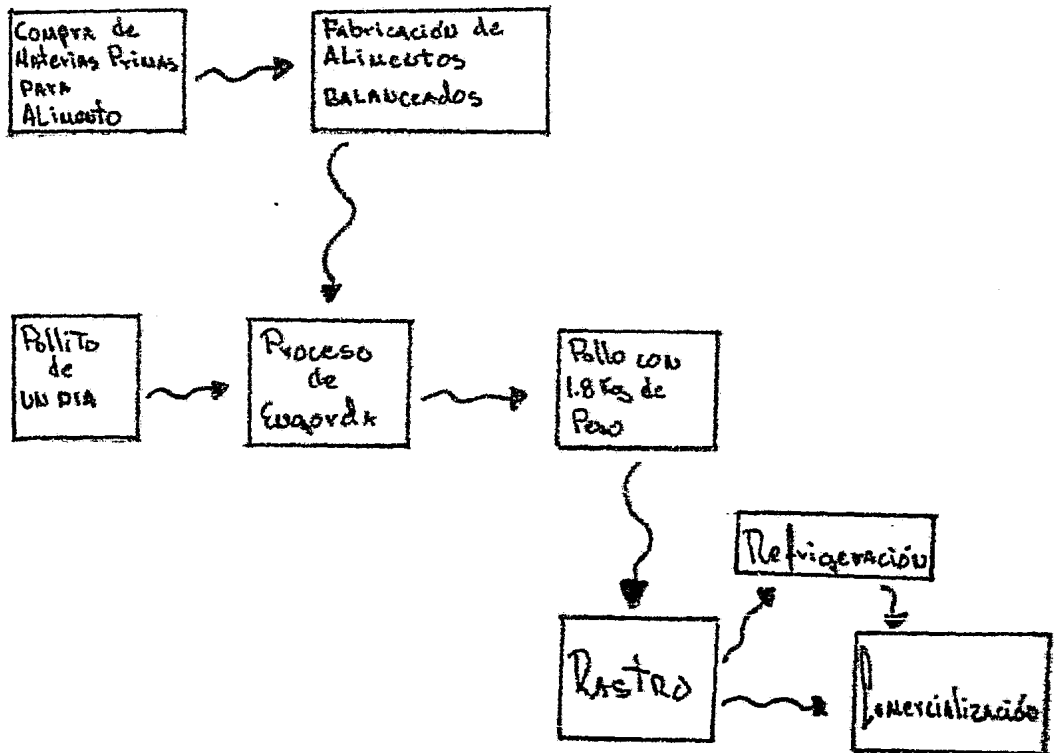 Compra de
Materias Primas
Para
Alimento
Fabricación de
Alimentos
Balanceados
Pollito
de
un dia
Proceso
de
Engorda
Pollo con
1.8 Kg de
Peso
Refrigeración
Rastro
Comercialización